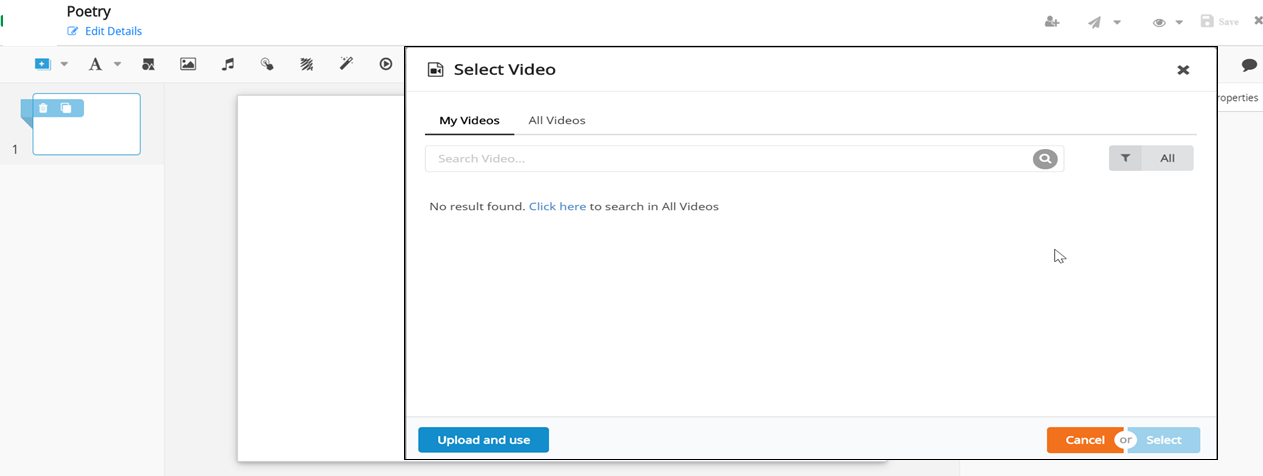 Poetry
Edit Details
Save
A
Select Video
roperties
My Videos
All Videos
Search Video...
All
1
No result found. Click here to search in All Videos
Upload and use
Cancel or Select